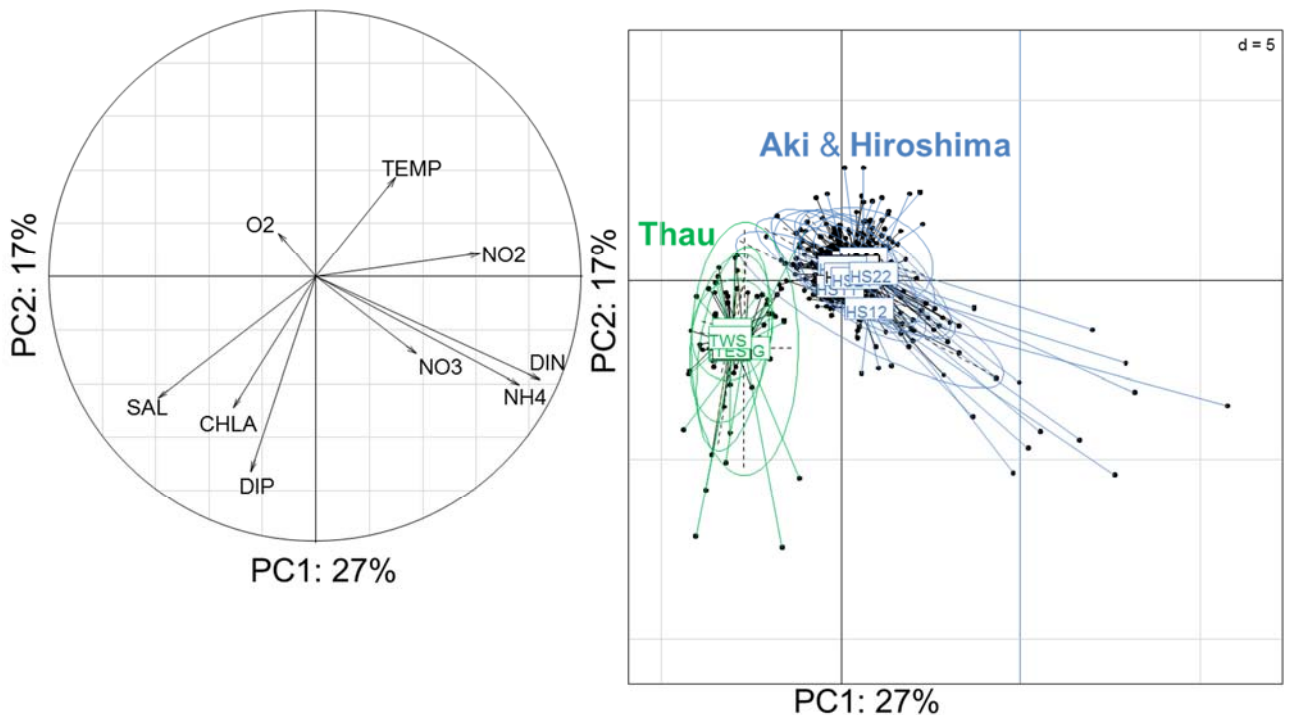 TEMP
O2
NO2
NO3
DIN
NH4
SAL
CHLA
DIP
PC2: 17%
PC1: 27%
d = 5
Aki & Hiroshima
Thau
HS22
HS12
TWS
PC2: 17%
PC1: 27%